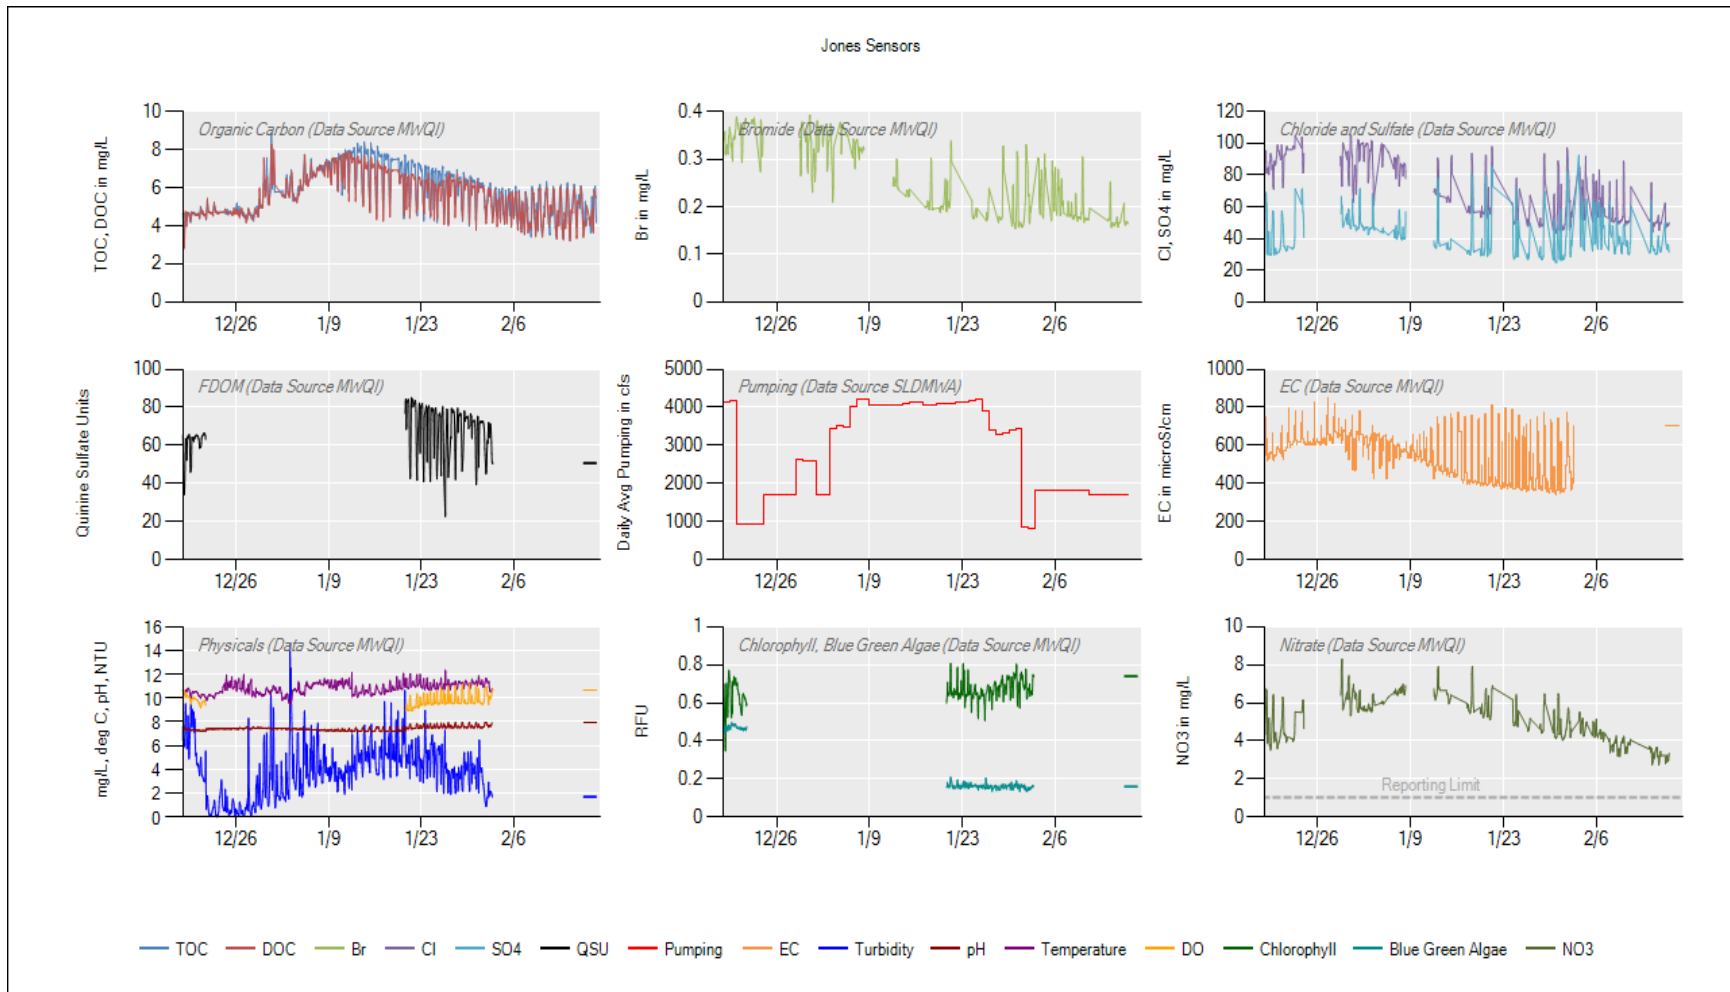 Jones Sensors
Organic Carbon (Data Source MWQI)
TOC, DOC in mg/L
10
8
6
4
2
0
12/26 1/9 1/23 2/6
Bromide (Data Source MWQI)
Br in mg/L
0.4
0.3
0.2
0.1
0
12/26 1/9 1/23 2/6
Chloride and Sulfate (Data Source MWQI)
Cl, SO4 in mg/L
120
100
80
60
40
20
0
12/26 1/9 1/23 2/6
FDOM (Data Source MWQI)
Quinine Sulfate Units
100
80
60
40
20
0
12/26 1/9 1/23 2/6
Pumping (Data Source SLDMWA)
Daily Avg Pumping in cfs
5000
4000
3000
2000
1000
0
12/26 1/9 1/23 2/6
EC (Data Source MWQI)
EC in microS/cm
1000
800
600
400
200
0
12/26 1/9 1/23 2/6
Physicals (Data Source MWQI)
mg/L, deg C, pH, NTU
16
14
12
10
8
6
4
2
0
12/26 1/9 1/23 2/6
Chlorophyll, Blue Green Algae (Data Source MWQI)
RFU
1
0.8
0.6
0.4
0.2
0
12/26 1/9 1/23 2/6
Nitrate (Data Source MWQI)
NO3 in mg/L
10
8
6
4
2
0
Reporting Limit
12/26 1/9 1/23 2/6
TOC DOC Br Cl SO4 QSU Pumping EC Turbidity pH Temperature DO Chlorophyll Blue Green Algae NO3